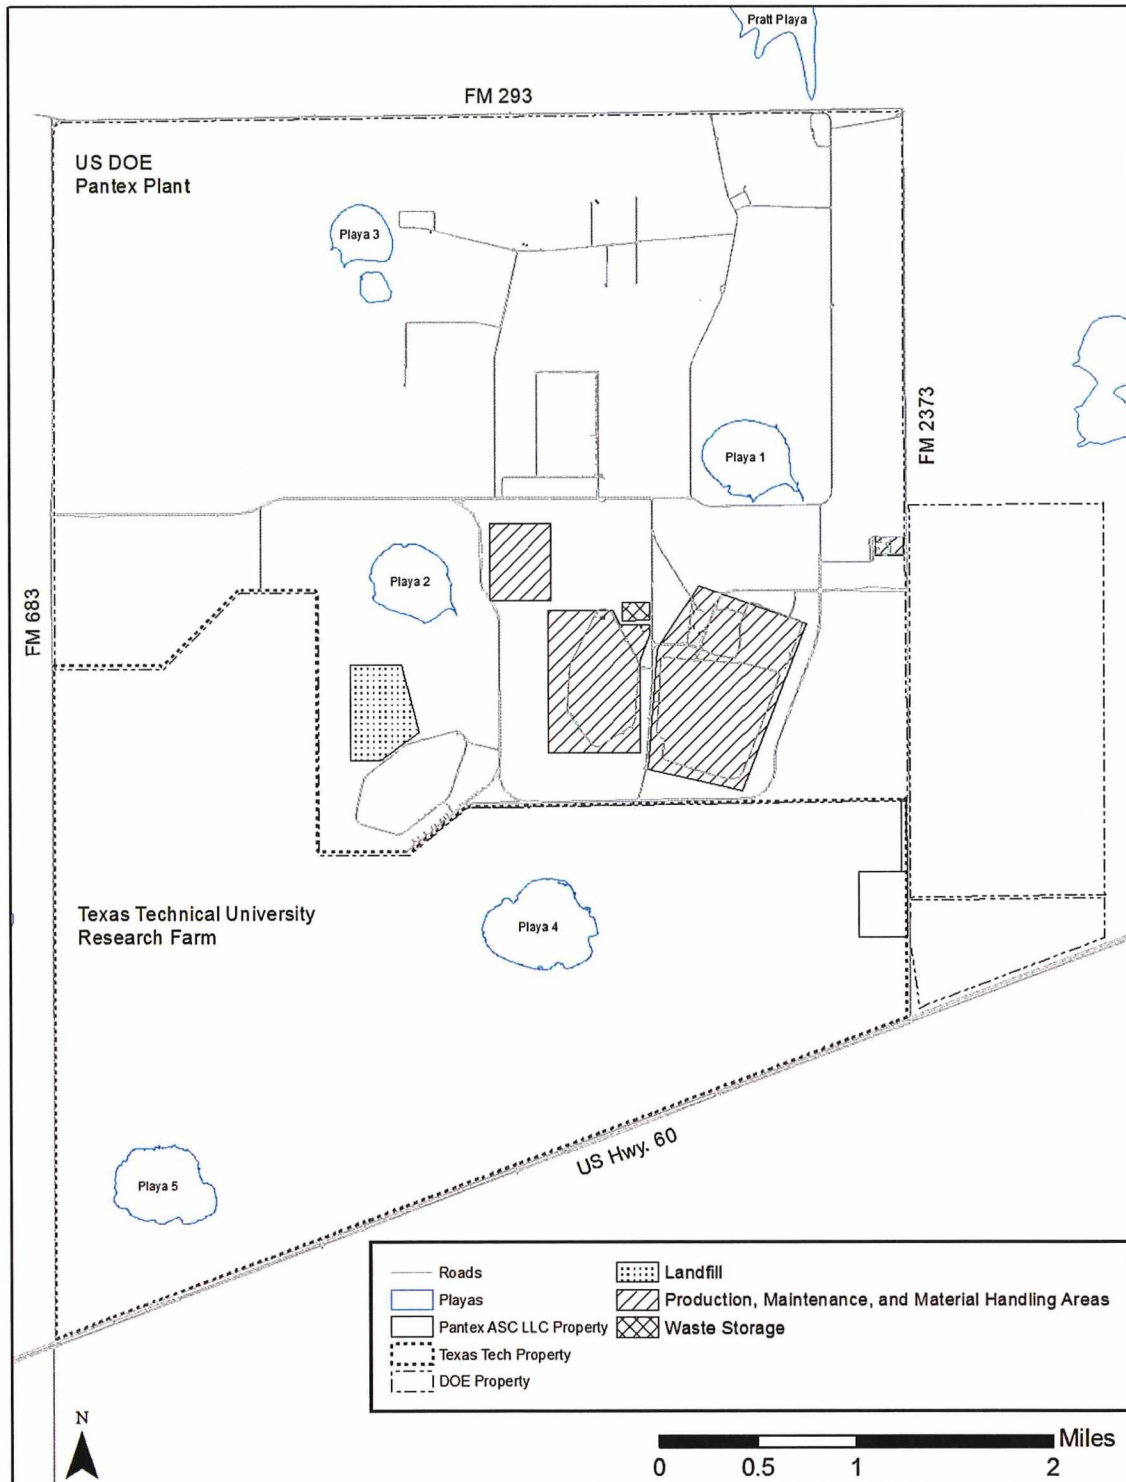 Pratt Playa
FM 293
US DOE
Pantex Plant
Playa 3
FM 2373
Playa 1
Playa 2
FM 683
Texas Technical University
Research Farm
Playa 4
US Hwy. 60
Playa 5
Roads
Playas
Pantex ASC LLC Property
Texas Tech Property
DOE Property
Landfill
Production, Maintenance, and Material Handling Areas
Waste Storage
N
Miles
0 0.5 1 2